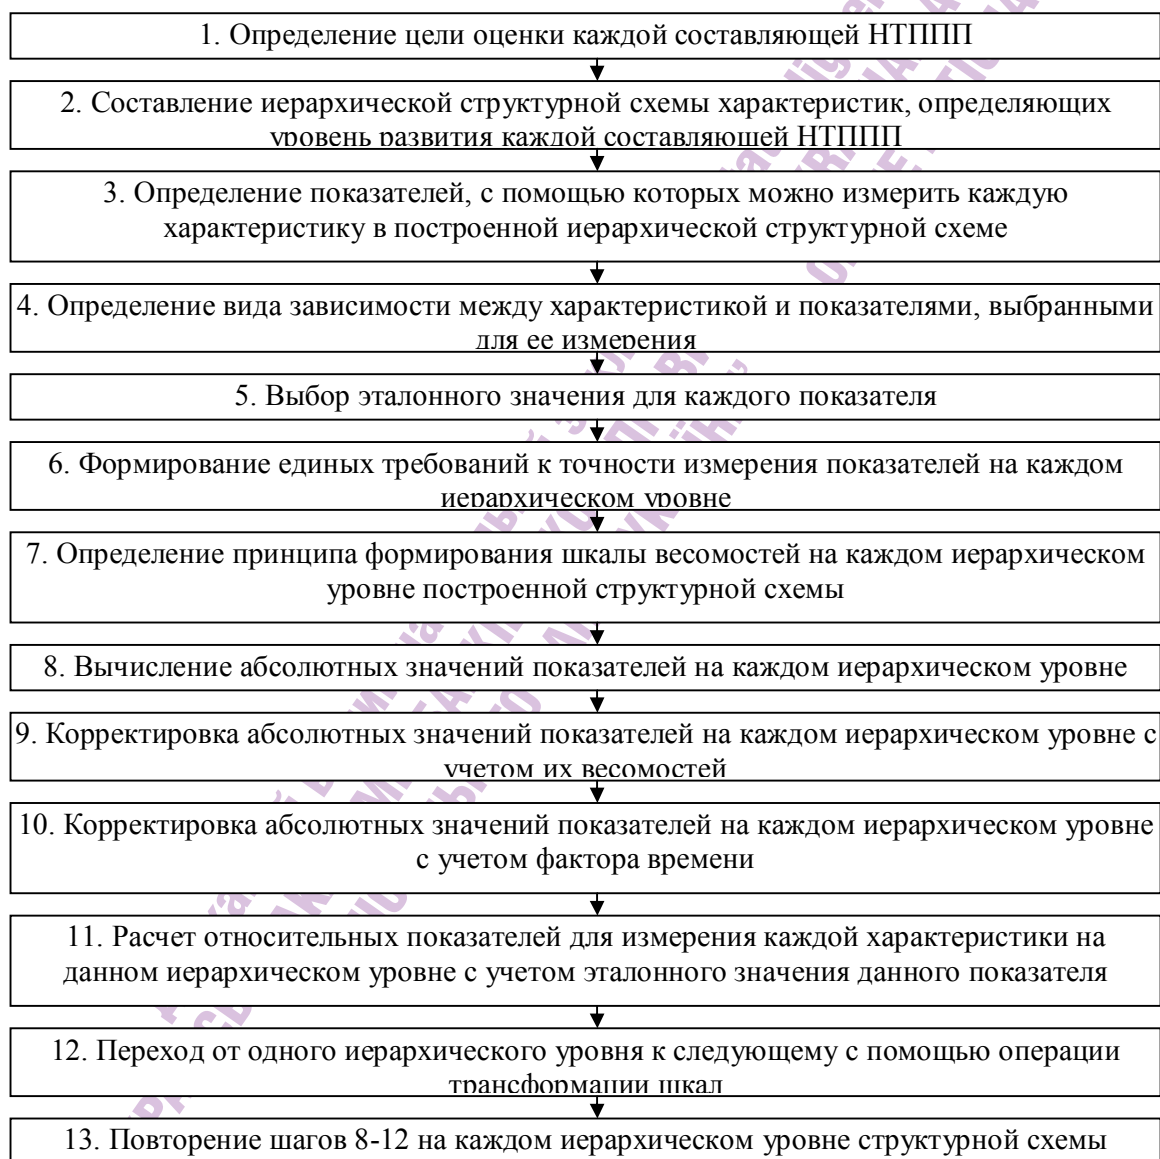 1. Определение цели оценки каждой составляющей НТППП
2. Составление иерархической структурной схемы характеристик, определяющих
уровень развития каждой составляющей НТППП
3. Определение показателей, с помощью которых можно измерить каждую
характеристику в построенной иерархической структурной схеме
4. Определение вида зависимости между характеристикой и показателями, выбранными
для ее измерения
5. Выбор эталонного значения для каждого показателя
6. Формирование единых требований к точности измерения показателей на каждом
иерархическом уровне
7. Определение принципа формирования шкалы весомостей на каждом иерархическом
уровне построенной структурной схемы
8. Вычисление абсолютных значений показателей на каждом иерархическом уровне
9. Корректировка абсолютных значений показателей на каждом иерархическом уровне с
учетом их весомостей
10. Корректировка абсолютных значений показателей на каждом иерархическом уровне
с учетом фактора времени
11. Расчет относительных показателей для измерения каждой характеристики на
данном иерархическом уровне с учетом эталонного значения данного показателя
12. Переход от одного иерархического уровня к следующему с помощью операции
трансформации шкал
13. Повторение шагов 8-12 на каждом иерархическом уровне структурной схемы